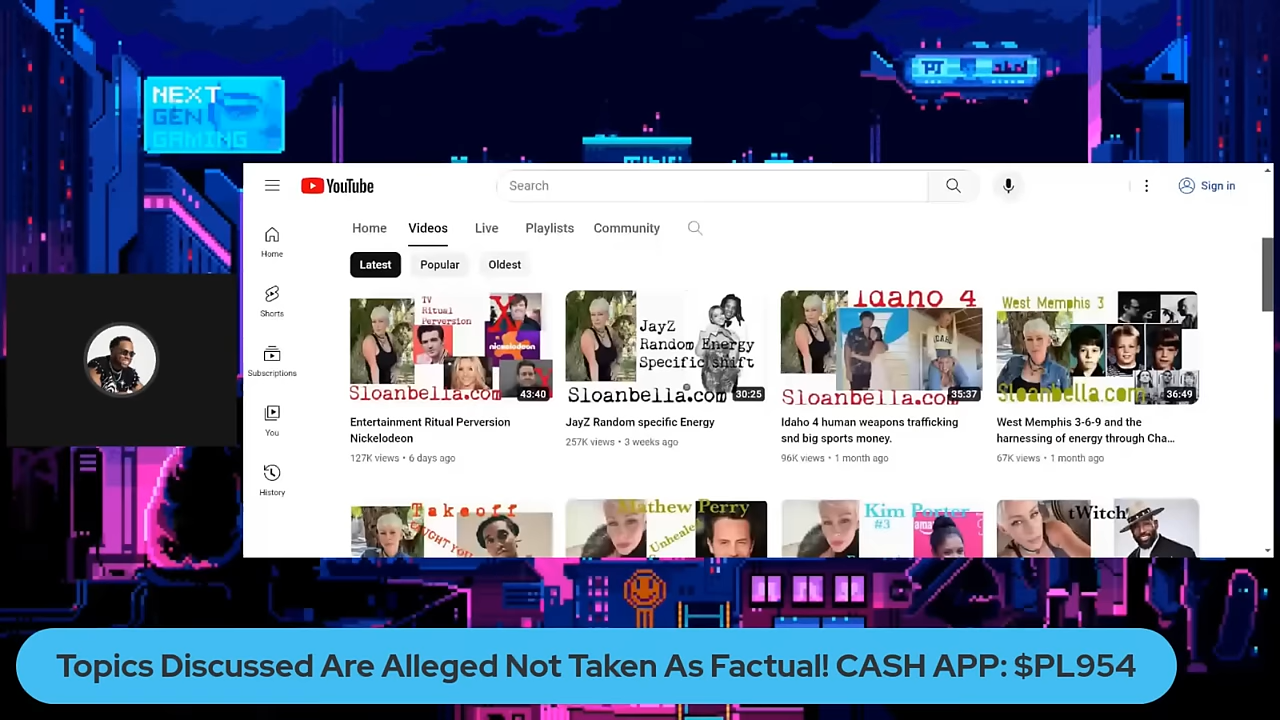 NEXT
GEN
GAMING
YouTube
Search
Sign in
Home
Videos
Live
Playlists
Community
Latest
Popular
Oldest
Home
Shorts
Subscriptions
You
History
TV
Ritual
Perversion
nickelodeon
Sloanbella.com
43:40
Entertainment Ritual Perversion
Nickelodeon
127K views • 6 days ago
JayZ
Random Energy
Specific shift
Sloanbella.com
30:25
JayZ Random specific Energy
257K views • 3 weeks ago
Idaho 4
Sloanbella.com
35:37
Idaho 4 human weapons trafficking
snd big sports money.
96K views • 1 month ago
West Memphis 3
Sloanbella.com
36:49
West Memphis 3-6-9 and the
harnessing of energy through Cha...
67K views • 1 month ago
Takeoff
Mathew Perry
Unheale
Kim Porter
#3
tWitch
Topics Discussed Are Alleged Not Taken As Factual! CASH APP: $PL954